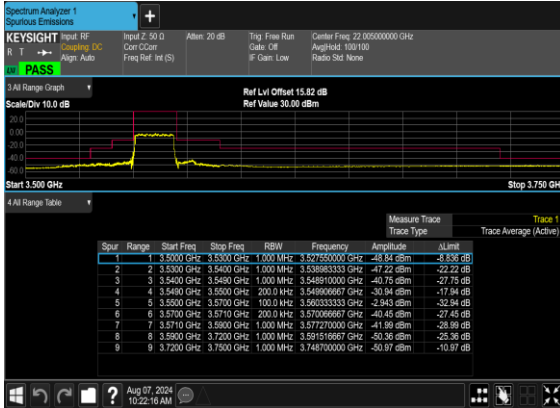 Spectrum Analyzer 1
Spurious Emissions
+
KEYSIGHT
R T
LXI PASS
Input: RF
Coupling: DC
Align: Auto
Input Z: 50 Ω
Corr CCorr
Freq Ref: Int (S)
Atten: 20 dB
Trig: Free Run
Gate: Off
IF Gain: Low
Center Freq: 22.005000000 GHz
Avg|Hold: 100/100
Radio Std: None
3 All Range Graph
Scale/Div 10.0 dB
Ref Lvl Offset 15.82 dB
Ref Value 30.00 dBm
20.0
0.00
-20.0
-40.0
-60.0
Start 3.500 GHz
Stop 3.750 GH
4 All Range Table
Measure Trace Trace 1
Trace Type Trace Average (Active)
Spur Range Start Freq Stop Freq RBW Frequency Amplitude ΔLimit
1 1 3.5000 GHz 3.5300 GHz 1.000 MHz 3.527550000 GHz -48.84 dBm -8.836 dB
2 2 3.5300 GHz 3.5400 GHz 1.000 MHz 3.538983333 GHz -47.22 dBm -22.22 dB
3 3 3.5400 GHz 3.5490 GHz 1.000 MHz 3.548910000 GHz -40.75 dBm -27.75 dB
4 4 3.5490 GHz 3.5500 GHz 200.0 kHz 3.549906667 GHz -30.94 dBm -17.94 dB
5 5 3.5500 GHz 3.5700 GHz 100.0 kHz 3.560333333 GHz -2.943 dBm -32.94 dB
6 6 3.5700 GHz 3.5710 GHz 200.0 kHz 3.570066667 GHz -40.45 dBm -27.45 dB
7 7 3.5710 GHz 3.5900 GHz 1.000 MHz 3.577270000 GHz -41.99 dBm -28.99 dB
8 8 3.5900 GHz 3.7200 GHz 1.000 MHz 3.591516667 GHz -50.36 dBm -25.36 dB
9 9 3.7200 GHz 3.7500 GHz 1.000 MHz 3.748700000 GHz -50.97 dBm -10.97 dB
?
Aug 07, 2024
10:22:16 AM